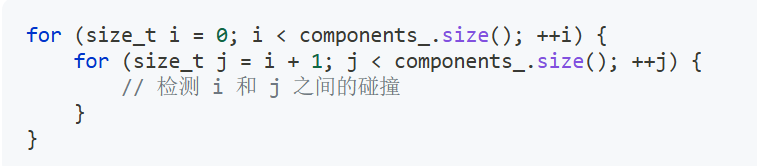 for (size_t i = 0; i < components_.size(); ++i) {
    for (size_t j = i + 1; j < components_.size(); ++j) {
        // 检测 i 和 j 之间的碰撞
    }
}